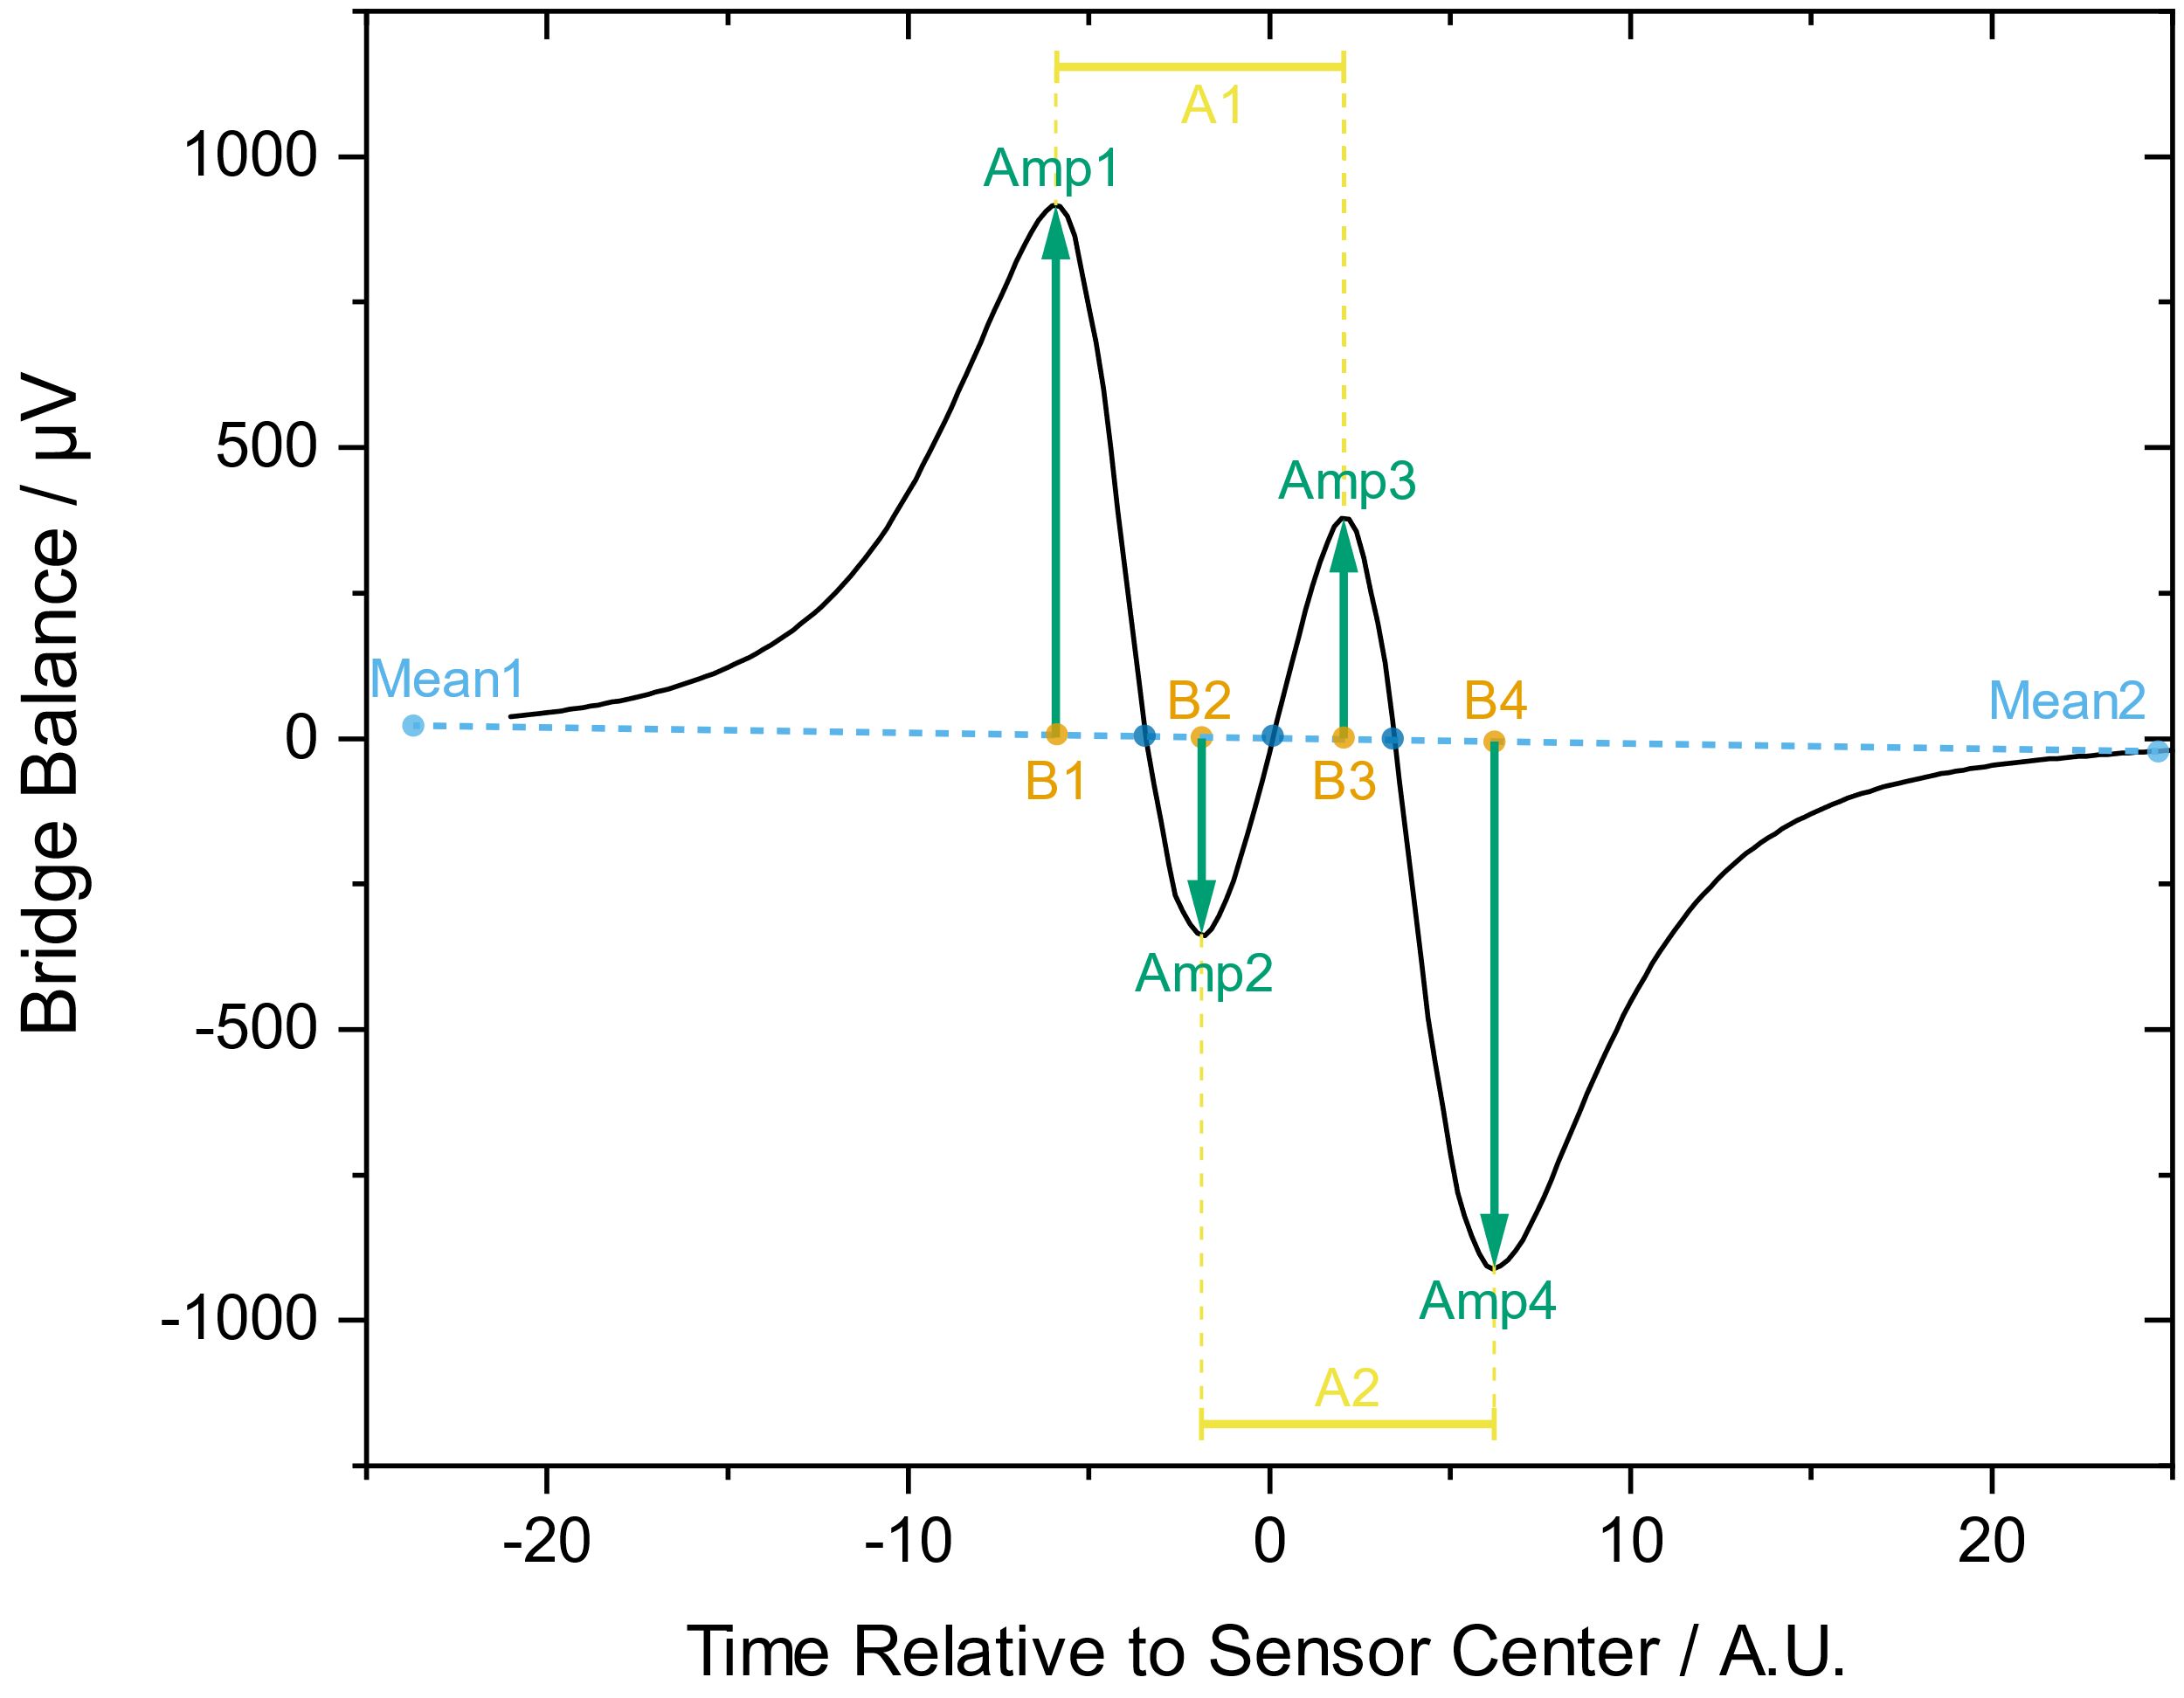 A1
1000
Amp1
500
Amp3
Mean1
B2
B4
Mean2
0
B1
B3
Amp2
-500
Amp4
-1000
A2
-20
-10
0
10
20
Bridge Balance / µV
Time Relative to Sensor Center / A.U.